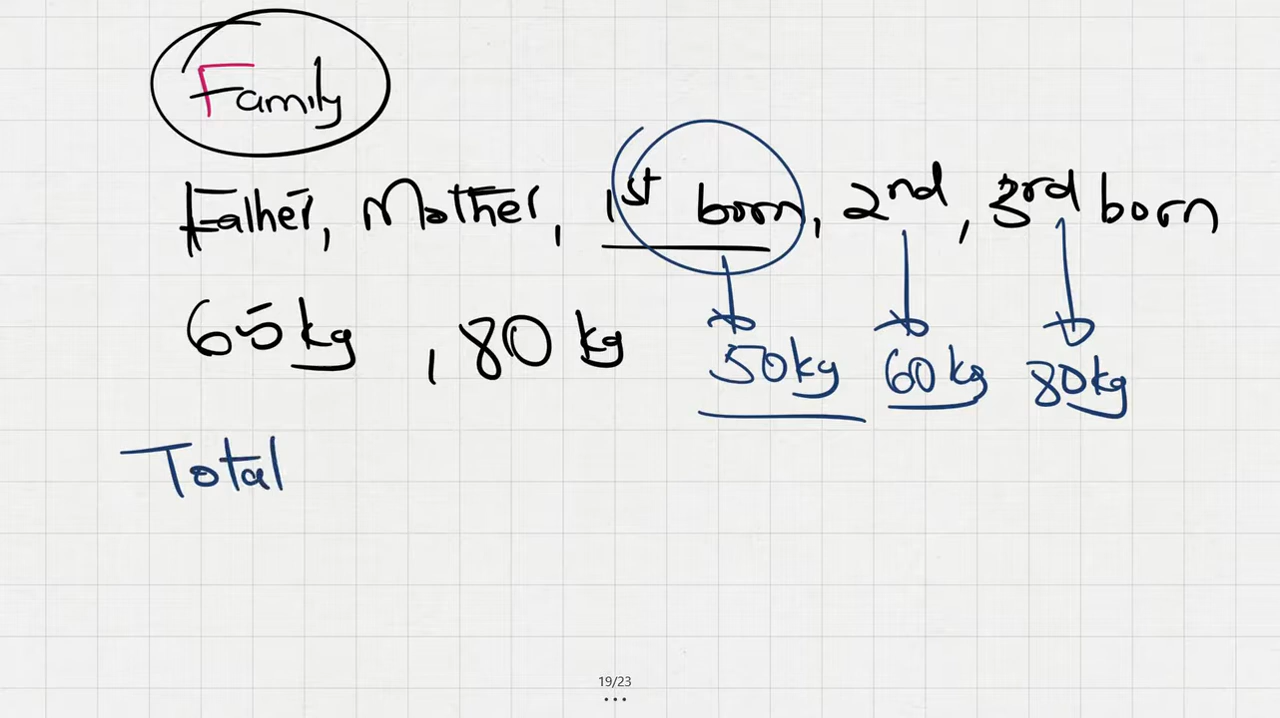 Family
Father, Mother, 1st born, 2nd, 3rd born
65kg, 80kg 50kg 60kg 80kg
Total
19/23